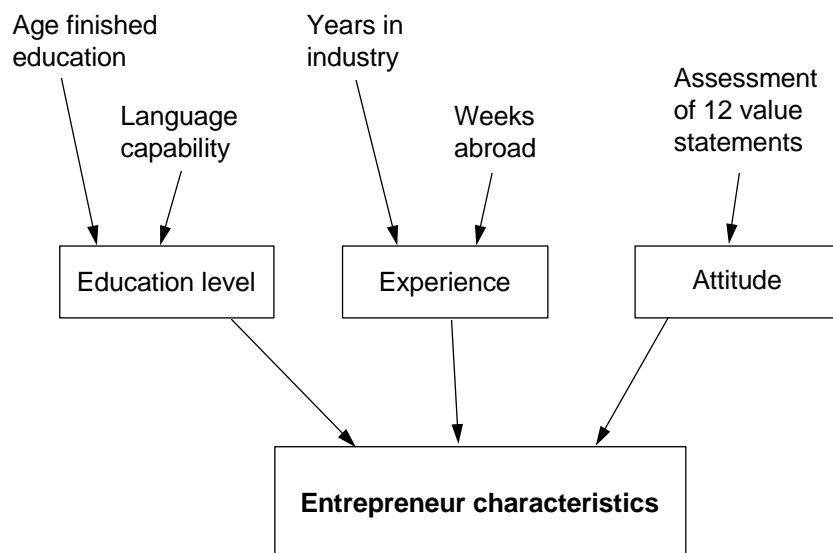 Age finished
education
Language
capability
Years in
industry
Weeks
abroad
Assessment
of 12 value
statements
Education level
Experience
Attitude
Entrepreneur characteristics